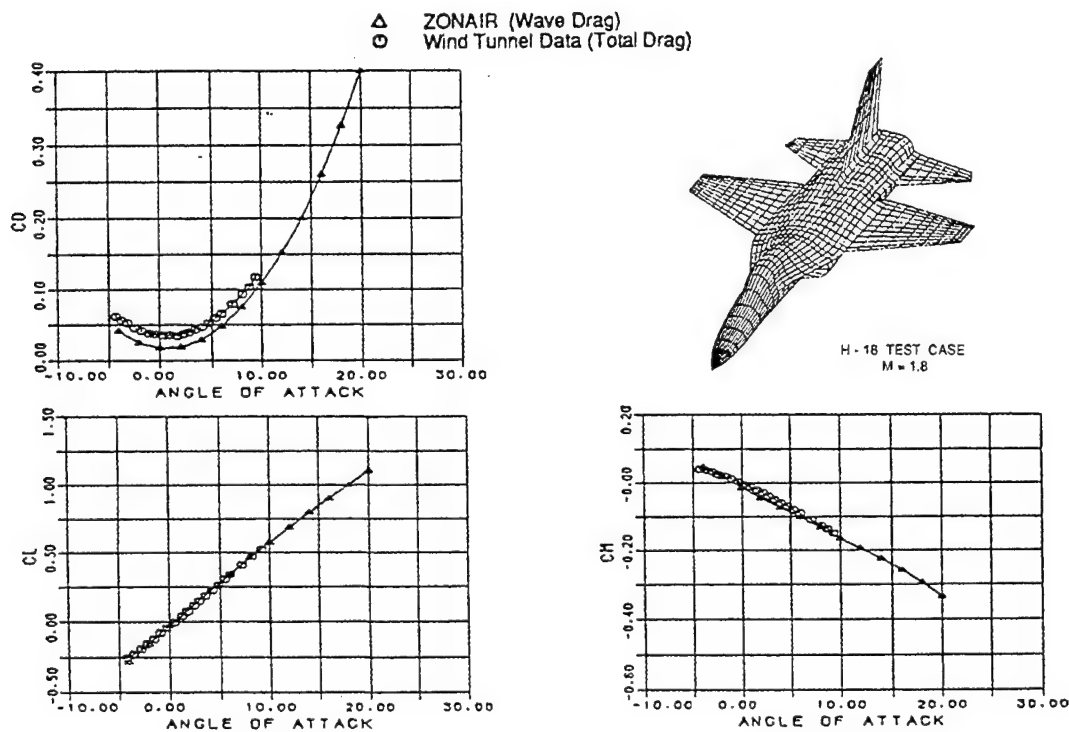 ZONAIR (Wave Drag)
Wind Tunnel Data (Total Drag)
0.40
0.30
0.20
0.10
0.00
CD
-10.00 0.00 10.00 20.00 30.00
ANGLE OF ATTACK
H - 18 TEST CASE
M = 1.8
1.50
1.00
0.50
0.00
-0.50
CL
-10.00 0.00 10.00 20.00 30.00
ANGLE OF ATTACK
0.20
-0.00
-0.20
-0.40
-0.60
CM
-10.00 0.00 10.00 20.00 30.00
ANGLE OF ATTACK